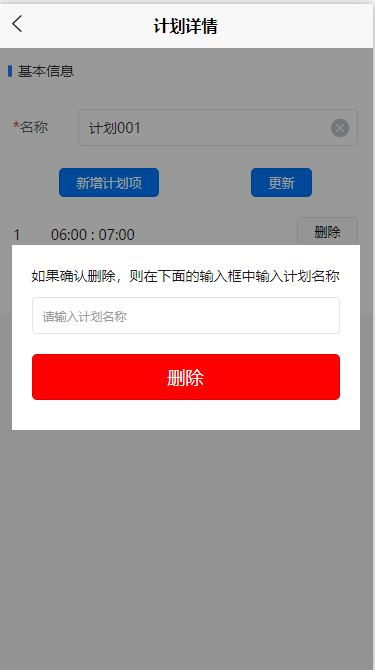 计划详情
基本信息
*名称 计划001
新增计划项 更新
1 06:00 : 07:00 删除
如果确认删除，则在下面的输入框中输入计划名称
请输入计划名称
删除